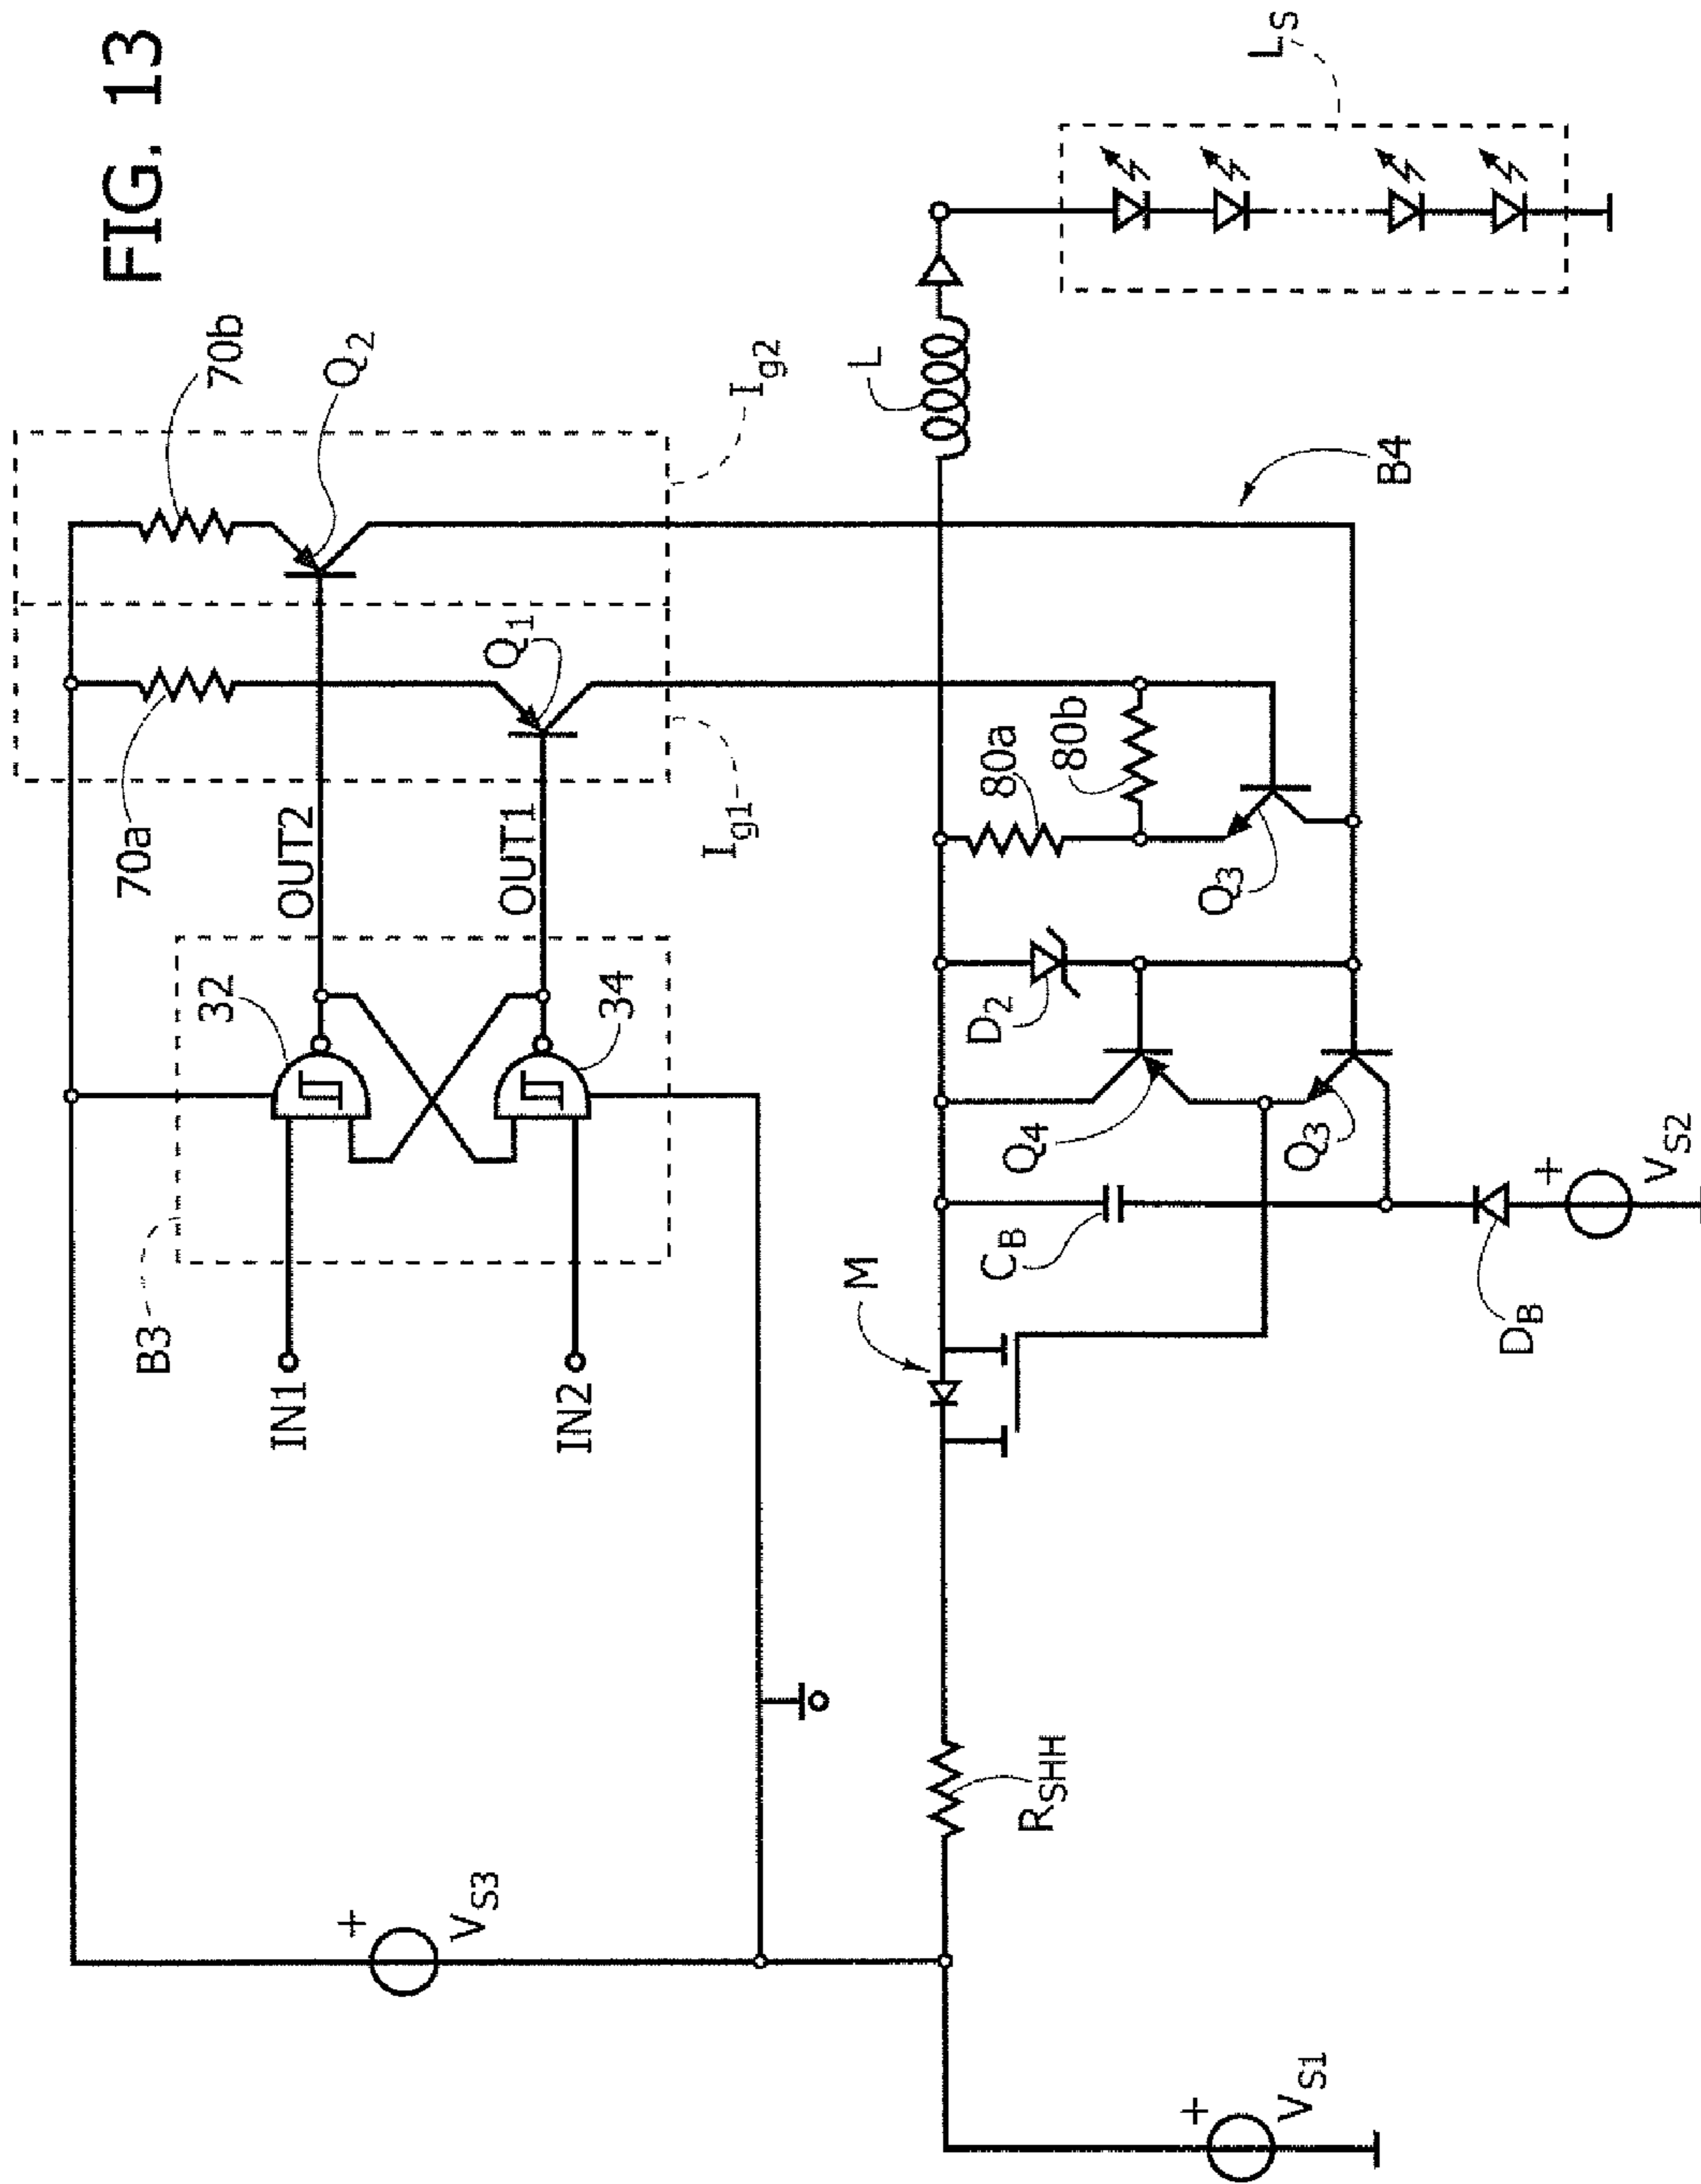 FIG. 13
70b
Q2
Ig2
70a
Q1
Ig1
OUT2
OUT1
32
34
B3
IN1
IN2
VS3
+
LS
L
B4
80a
80b
Q3
D2
Q4
Q3
CB
M
DB
+
VS2
RSHH
+
VS1